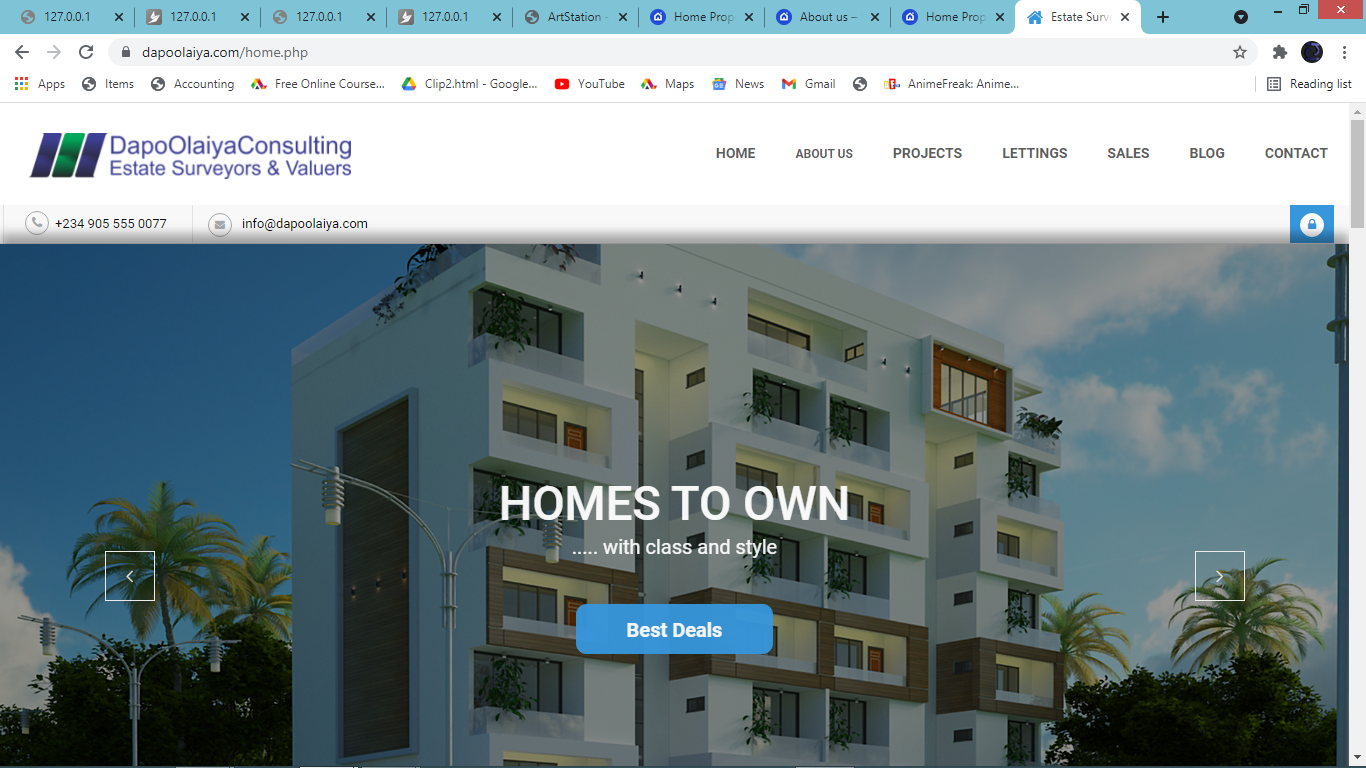 127.0.0.1
127.0.0.1
127.0.0.1
127.0.0.1
ArtStation -
Home Prop
About us –
Home Prop
Estate Surv
dapoolaiya.com/home.php
Apps
Items
Accounting
Free Online Course...
Clip2.html - Google...
YouTube
Maps
News
Gmail
AnimeFreak: Anime...
Reading list
DapoOlaiyaConsulting
Estate Surveyors & Valuers
HOME
ABOUT US
PROJECTS
LETTINGS
SALES
BLOG
CONTACT
+234 905 555 0077
info@dapoolaiya.com
HOMES TO OWN
..... with class and style
Best Deals